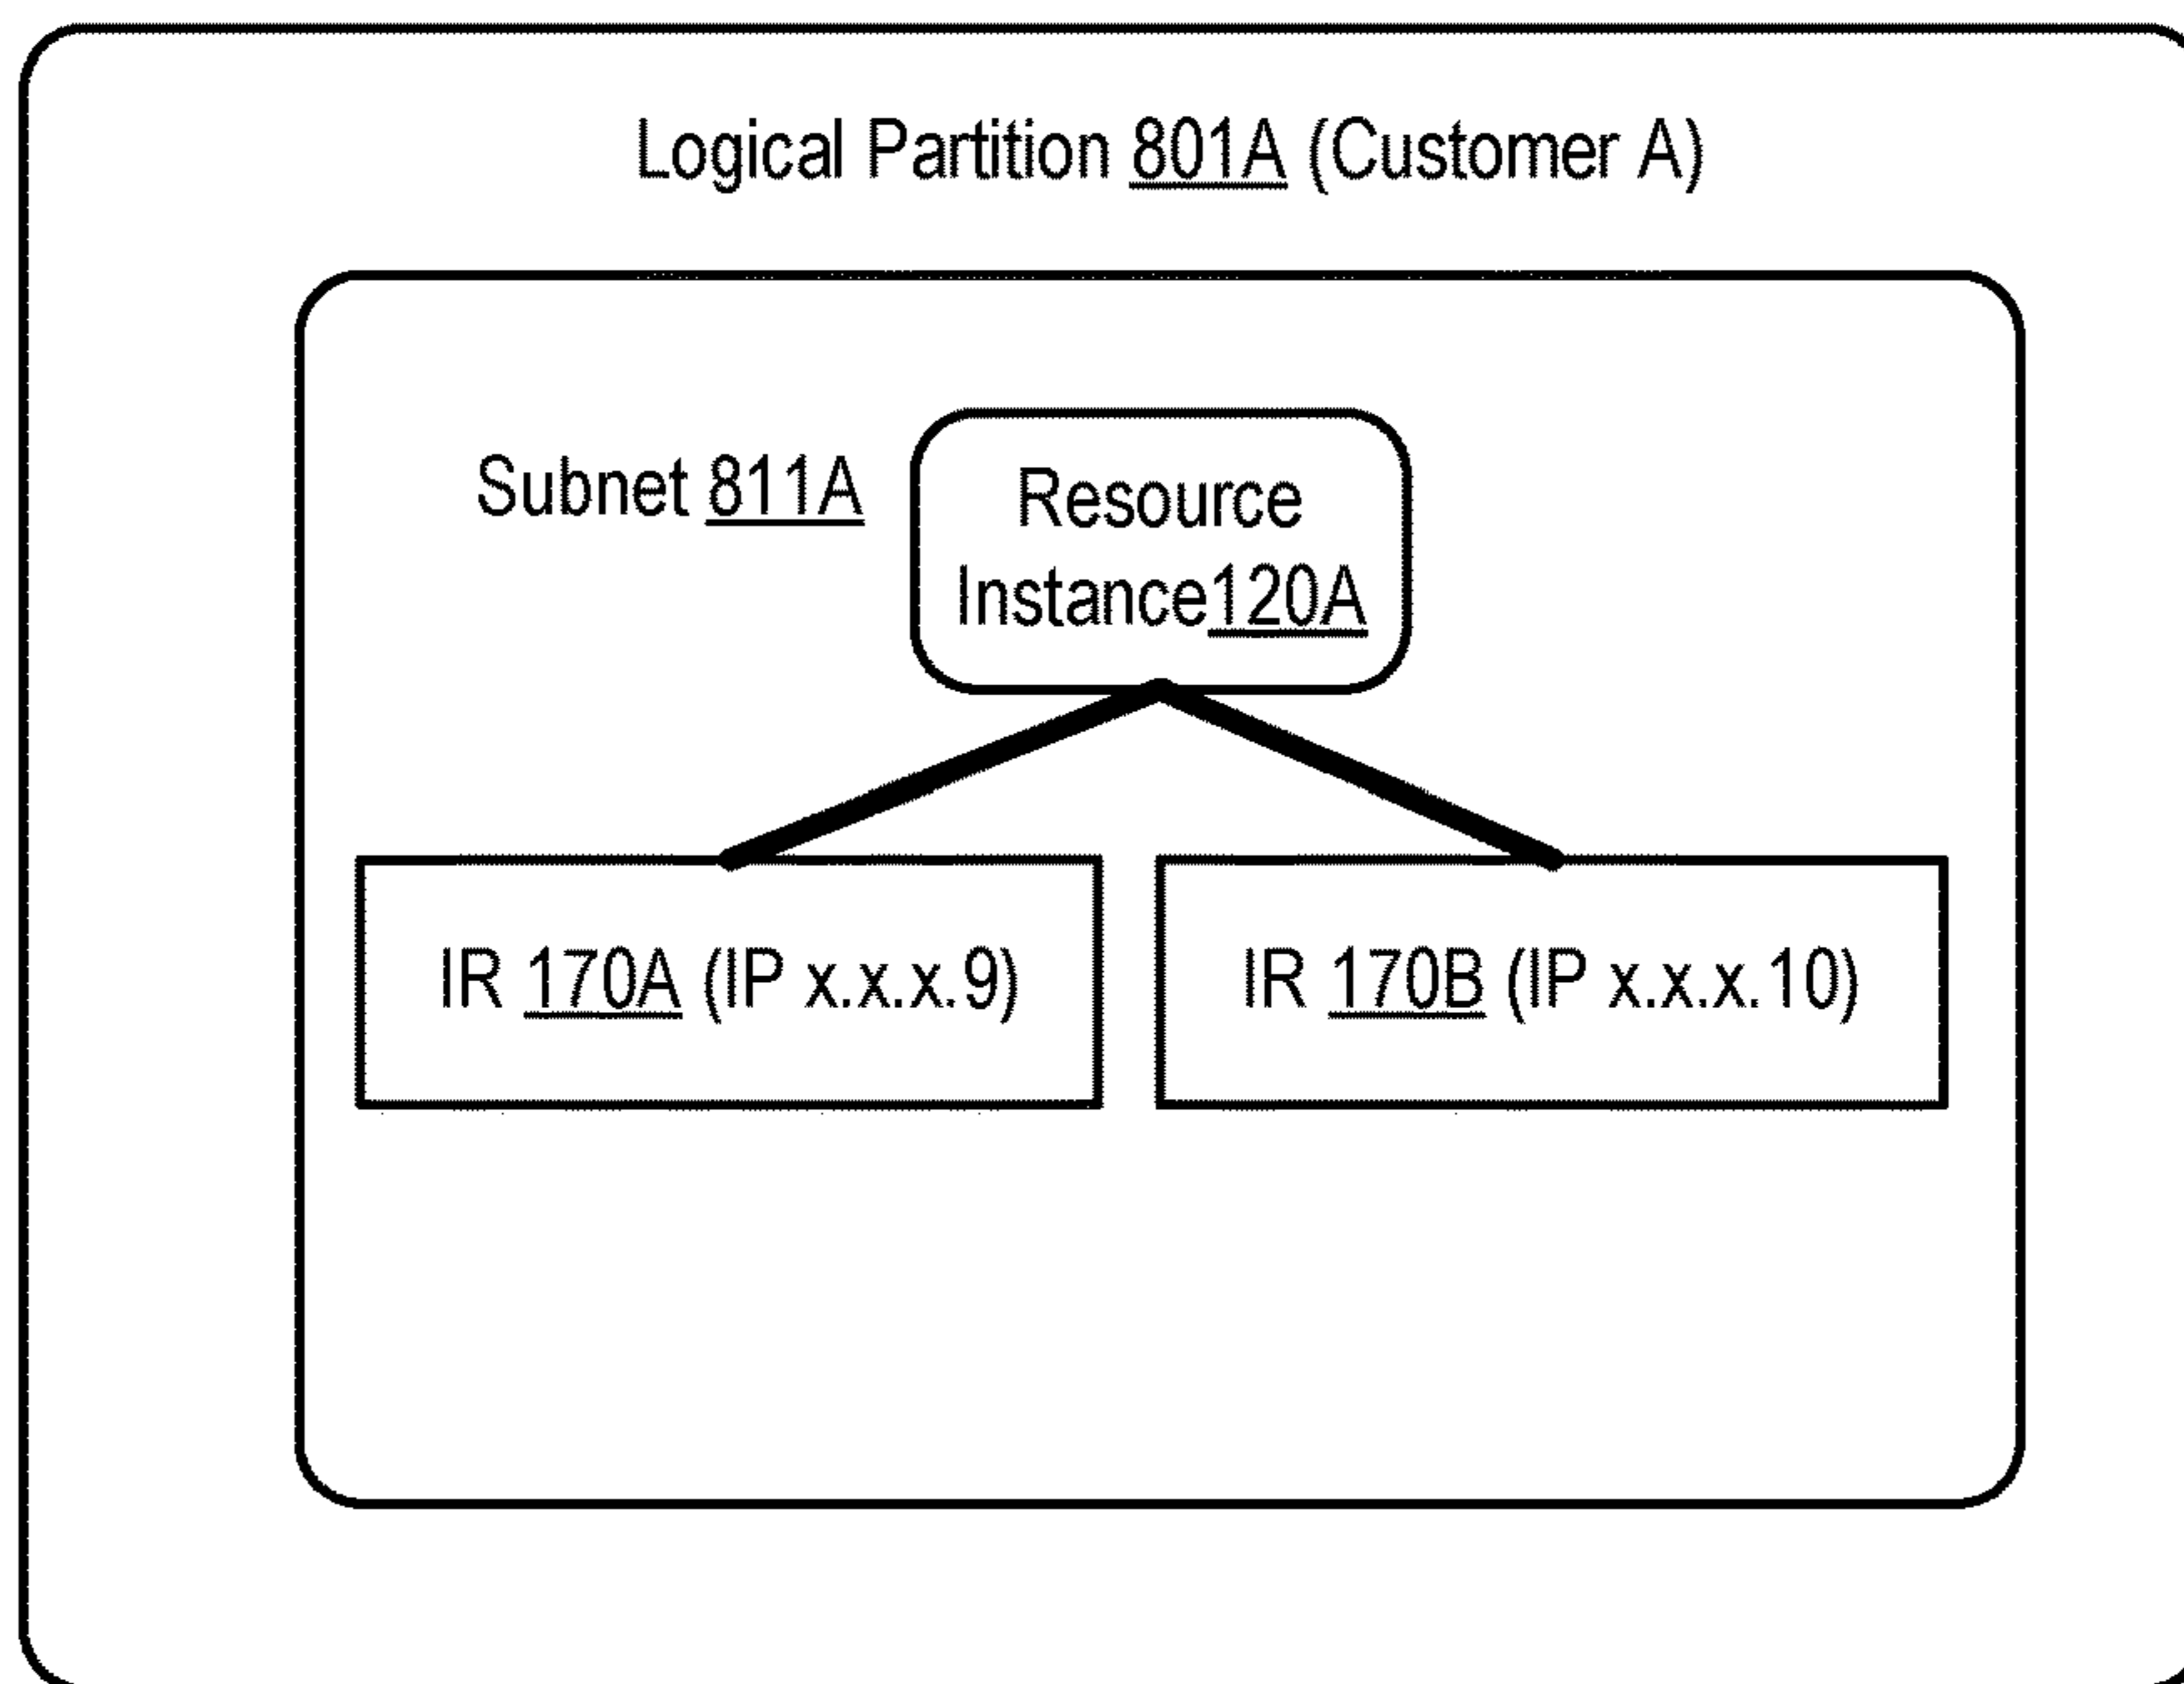 Logical Partition 801A (Customer A)
Subnet 811A
Resource
Instance120A
IR 170A (IP x.x.x.9)
IR 170B (IP x.x.x.10)